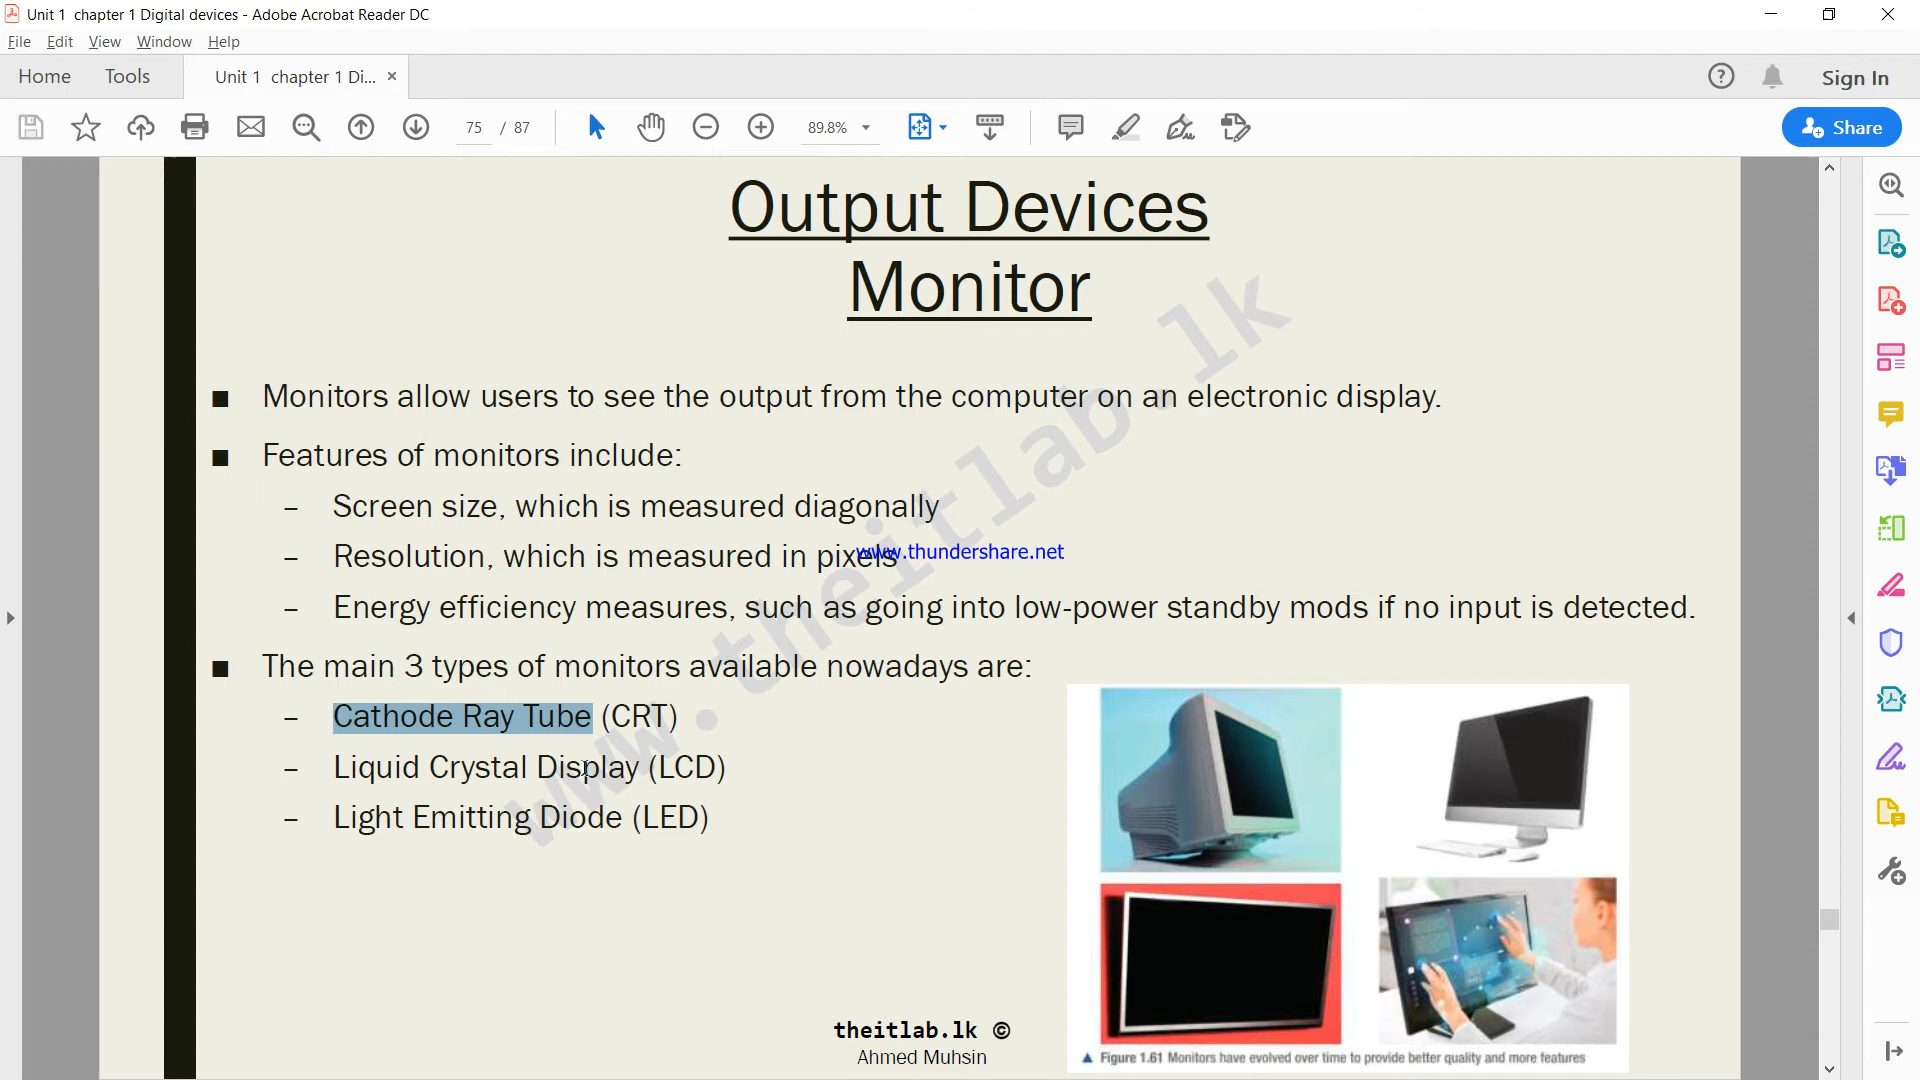 Unit 1  chapter 1 Digital devices - Adobe Acrobat Reader DC
File Edit View Window Help
Home Tools Unit 1  chapter 1 Di... × Sign In
75 / 87 89.8% Share
Output Devices
Monitor
■ Monitors allow users to see the output from the computer on an electronic display.
■ Features of monitors include:
– Screen size, which is measured diagonally
– Resolution, which is measured in pixels
www.thundershare.net
– Energy efficiency measures, such as going into low-power standby mods if no input is detected.
■ The main 3 types of monitors available nowadays are:
– Cathode Ray Tube (CRT)
– Liquid Crystal Display (LCD)
– Light Emitting Diode (LED)
www.theitlab.lk
theitlab.lk ©
Ahmed Muhsin
▲ Figure 1.61 Monitors have evolved over time to provide better quality and more features